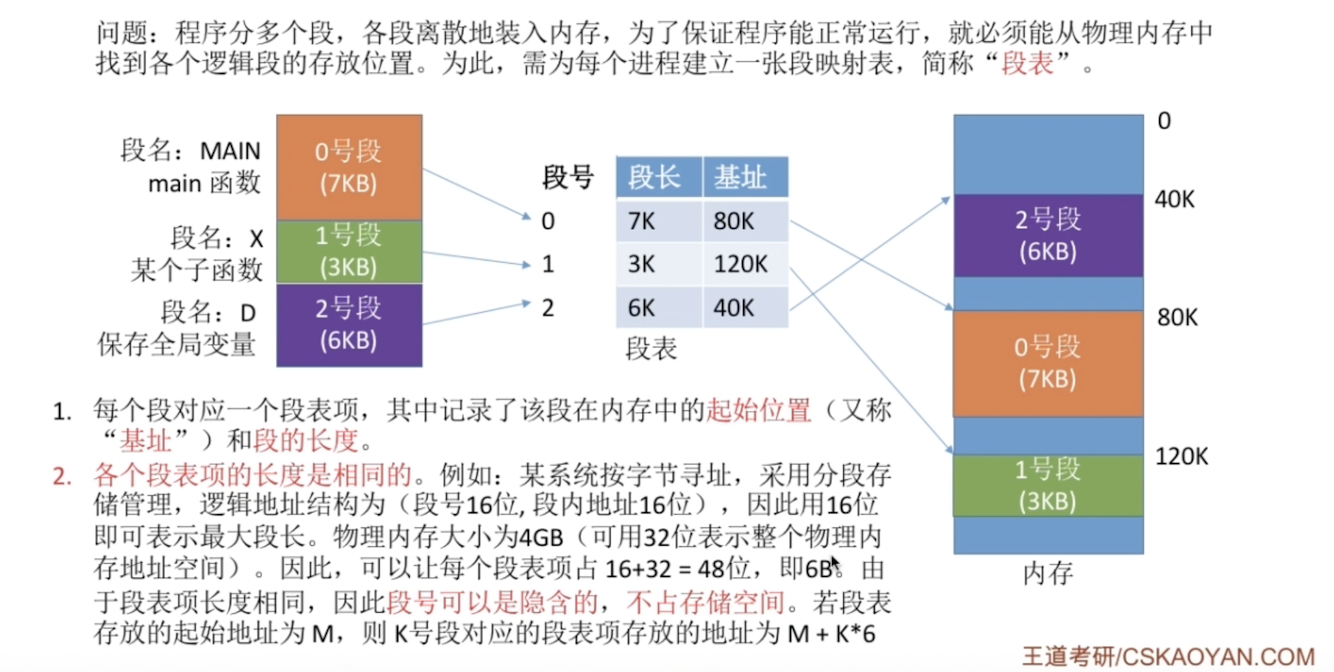 问题：程序分多个段，各段离散地装入内存，为了保证程序能正常运行，就必须能从物理内存中
找到各个逻辑段的存放位置。为此，需为每个进程建立一张段映射表，简称“段表”。
段名：MAIN
main 函数
0号段
(7KB)
段名：X
某个子函数
1号段
(3KB)
段名：D
保存全局变量
2号段
(6KB)
段号 段长 基址
0 7K 80K
1 3K 120K
2 6K 40K
段表
0
40K
2号段
(6KB)
80K
0号段
(7KB)
120K
1号段
(3KB)
内存
1. 每个段对应一个段表项，其中记录了该段在内存中的起始位置（又称
“基址”）和段的长度。
2. 各个段表项的长度是相同的。例如：某系统按字节寻址，采用分段存
储管理，逻辑地址结构为（段号16位, 段内地址16位），因此用16位
即可表示最大段长。物理内存大小为4GB（可用32位表示整个物理内
存地址空间）。因此，可以让每个段表项占 16+32 = 48位，即6B。由
于段表项长度相同，因此段号可以是隐含的，不占存储空间。若段表
存放的起始地址为 M，则 K号段对应的段表项存放的地址为 M + K*6
王道考研/CSKAOYAN.COM